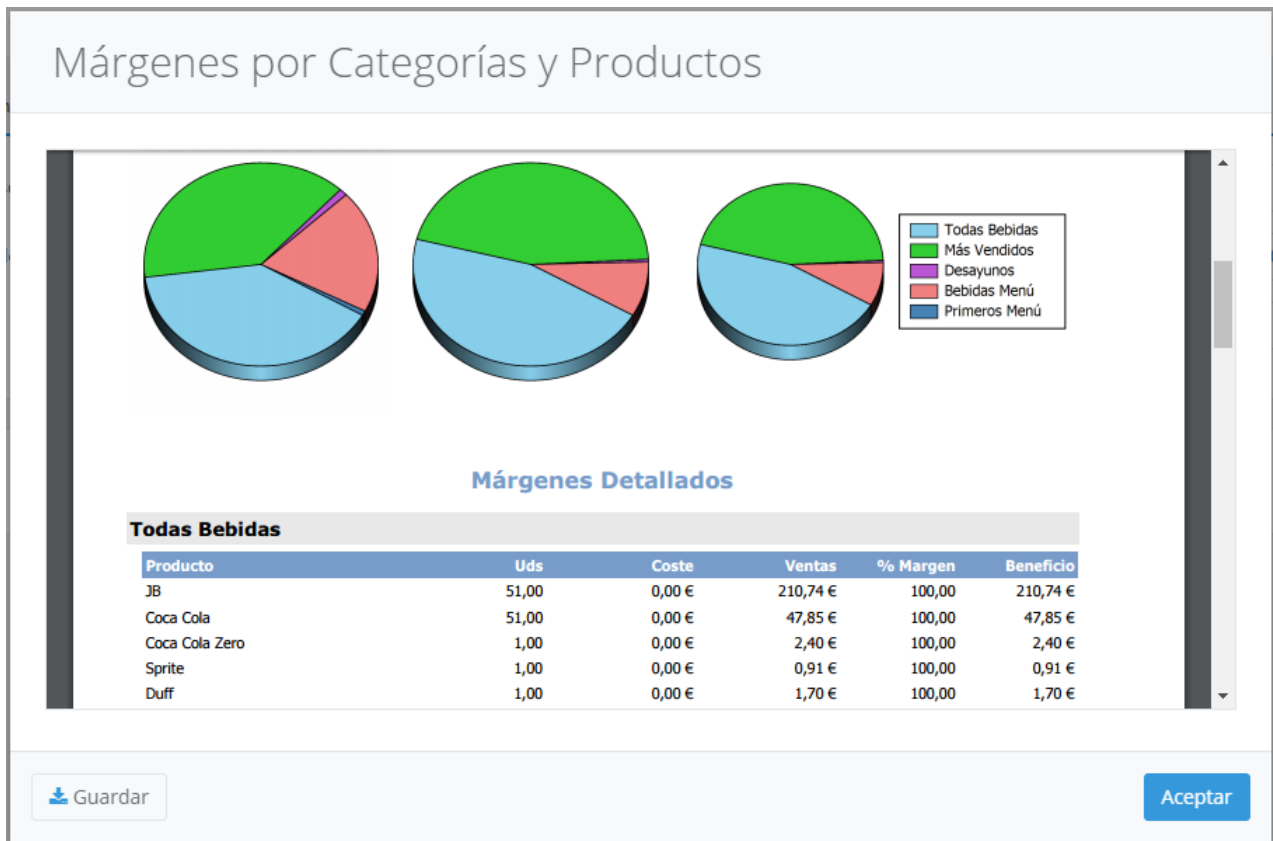 Márgenes por Categorías y Productos
Todas Bebidas
Más Vendidos
Desayunos
Bebidas Menú
Primeros Menú
Márgenes Detallados
Todas Bebidas
Producto Uds Coste Ventas % Margen Beneficio
JB 51,00 0,00 € 210,74 € 100,00 210,74 €
Coca Cola 51,00 0,00 € 47,85 € 100,00 47,85 €
Coca Cola Zero 1,00 0,00 € 2,40 € 100,00 2,40 €
Sprite 1,00 0,00 € 0,91 € 100,00 0,91 €
Duff 1,00 0,00 € 1,70 € 100,00 1,70 €
Guardar Aceptar